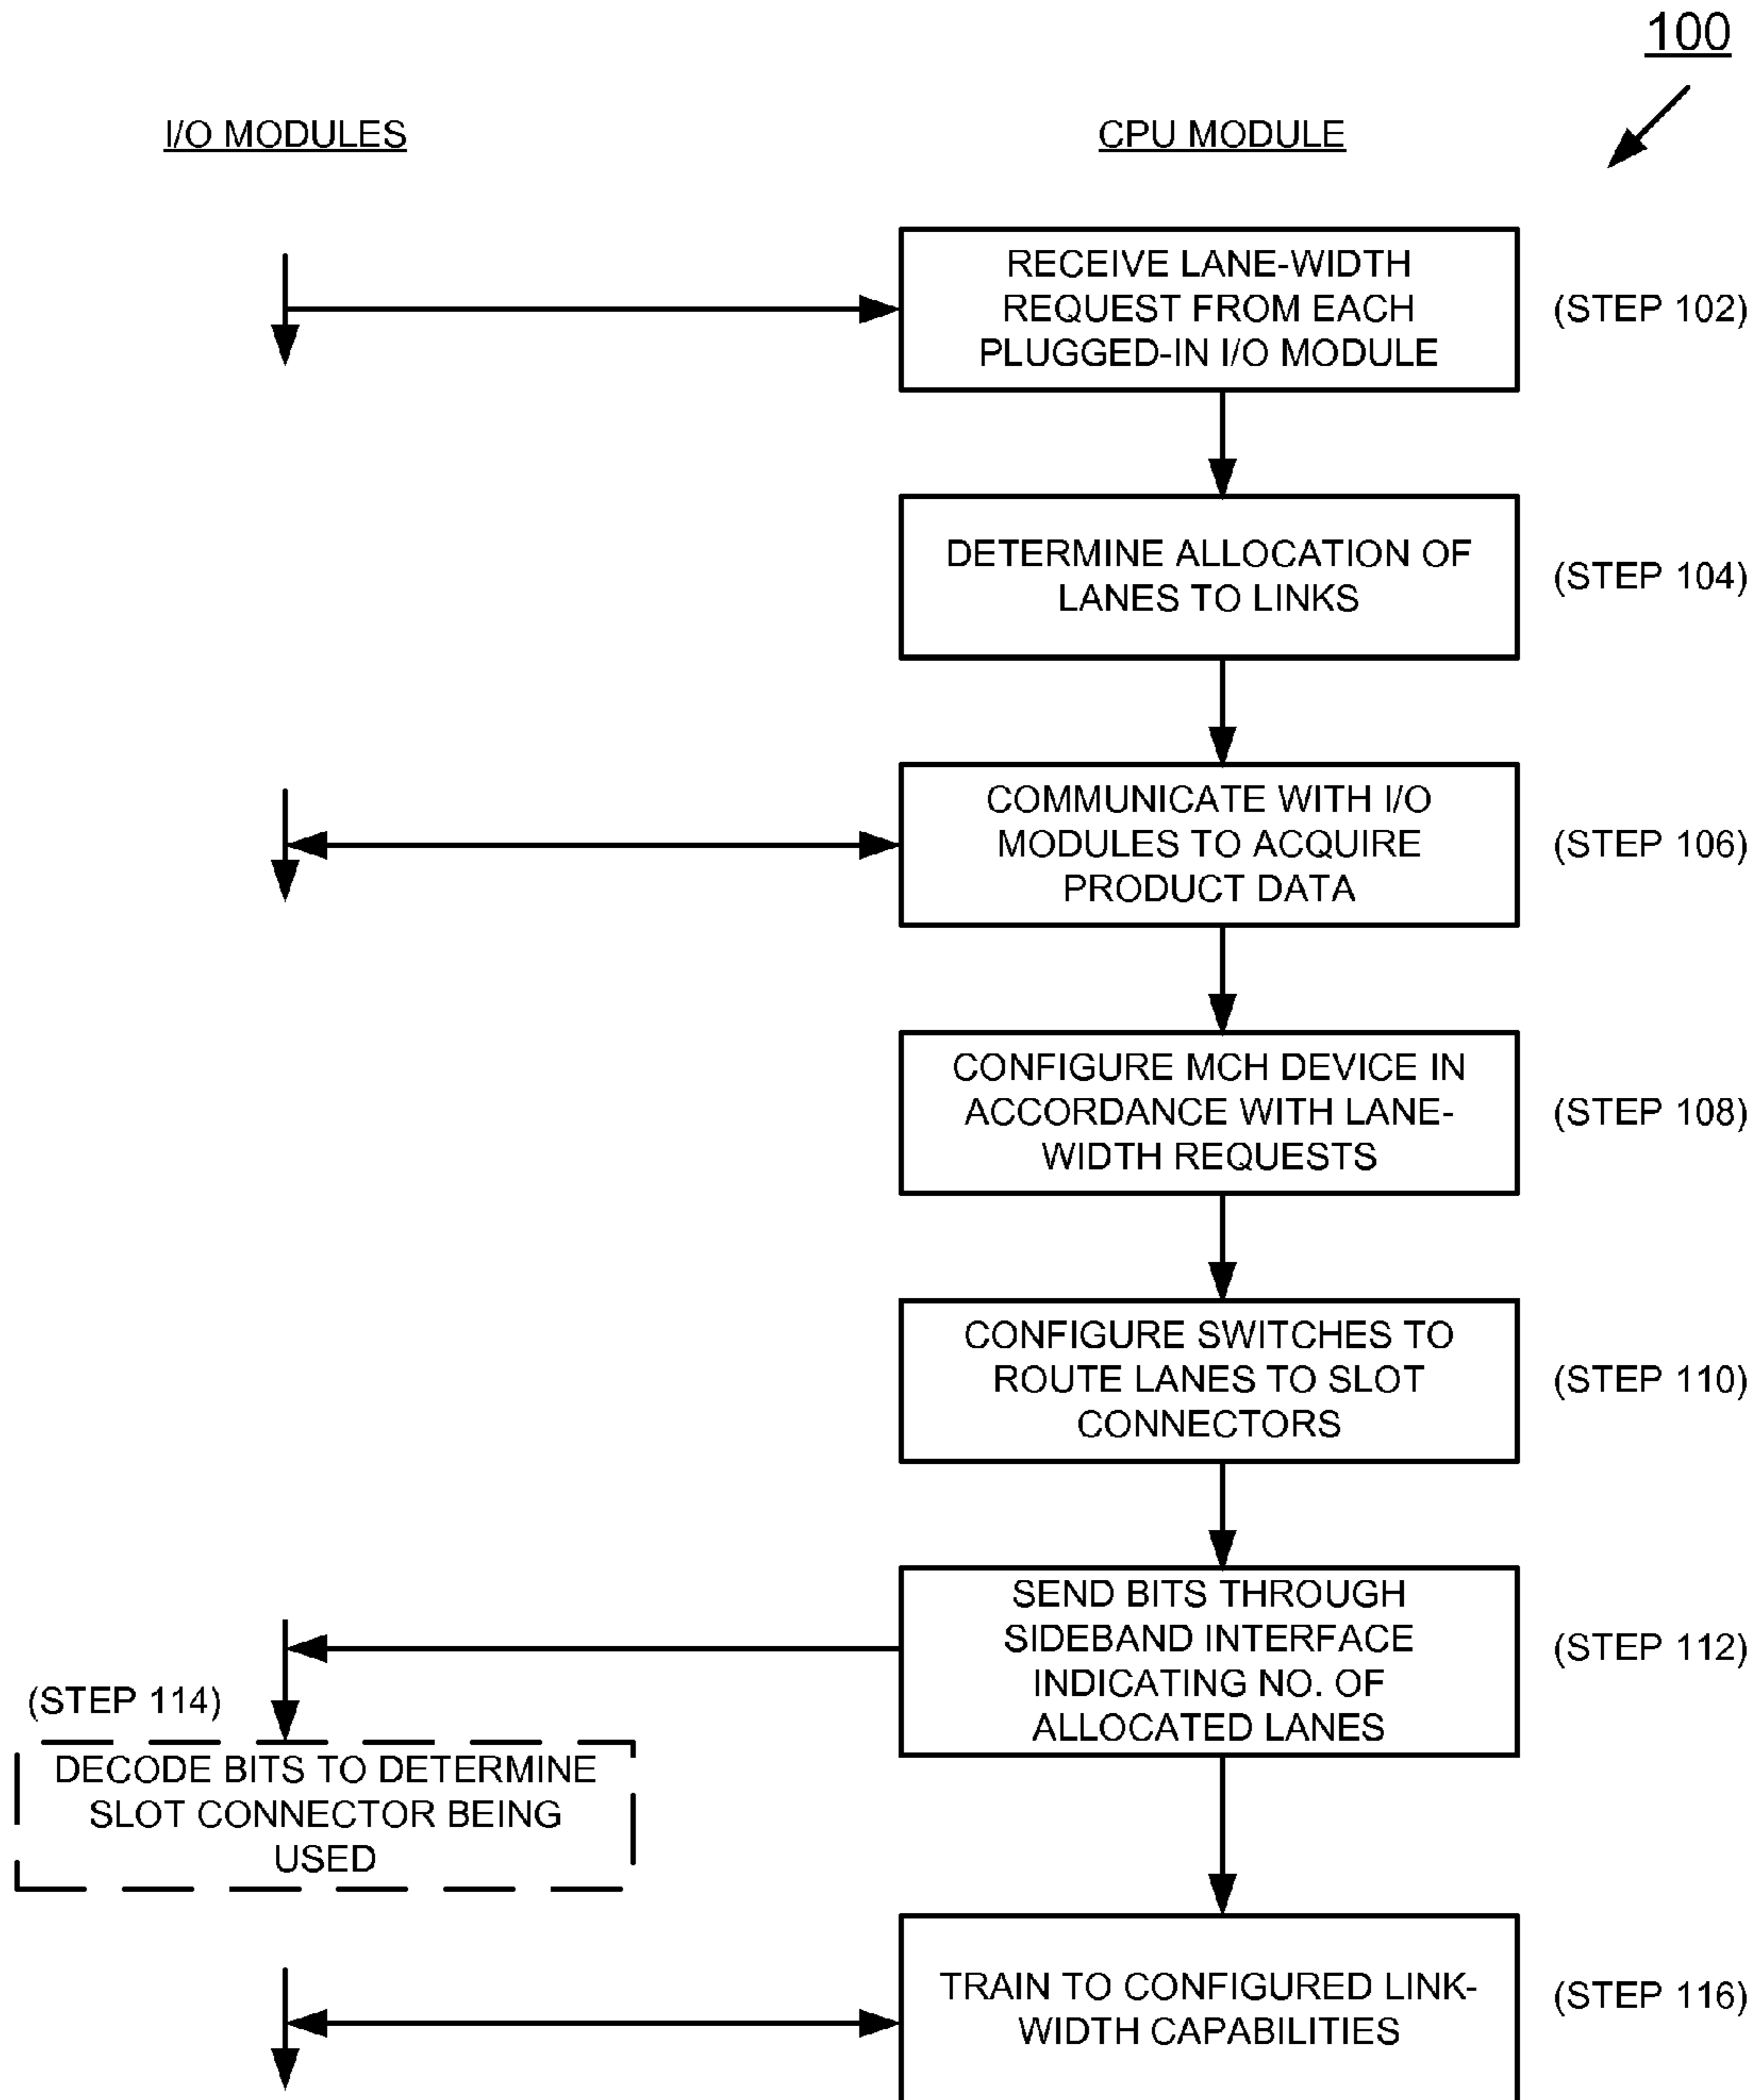 100
I/O MODULES
CPU MODULE
RECEIVE LANE-WIDTH
REQUEST FROM EACH
PLUGGED-IN I/O MODULE
(STEP 102)
DETERMINE ALLOCATION OF
LANES TO LINKS
(STEP 104)
COMMUNICATE WITH I/O
MODULES TO ACQUIRE
PRODUCT DATA
(STEP 106)
CONFIGURE MCH DEVICE IN
ACCORDANCE WITH LANE-
WIDTH REQUESTS
(STEP 108)
CONFIGURE SWITCHES TO
ROUTE LANES TO SLOT
CONNECTORS
(STEP 110)
SEND BITS THROUGH
SIDEBAND INTERFACE
INDICATING NO. OF
ALLOCATED LANES
(STEP 112)
(STEP 114)
DECODE BITS TO DETERMINE
SLOT CONNECTOR BEING
USED
TRAIN TO CONFIGURED LINK-
WIDTH CAPABILITIES
(STEP 116)